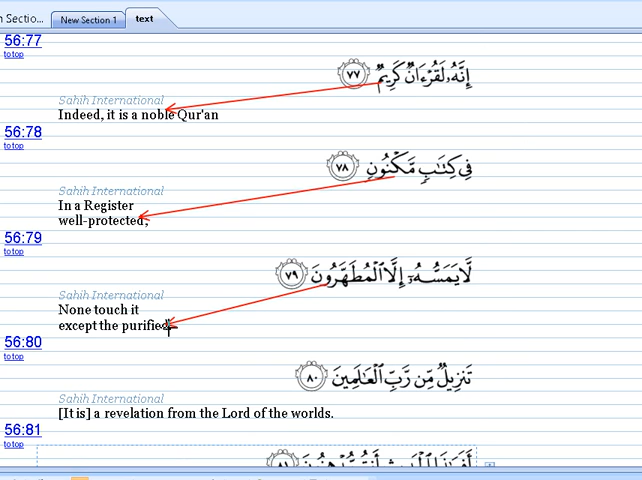 n Sectio...
New Section 1
text
56:77
to top
إِنَّهُۥ لَقُرْءَانٌ كَرِيمٌ ٧٧
Sahih International
Indeed, it is a noble Qur'an
56:78
to top
فِى كِتَٰبٍ مَّكْنُونٍ ٧٨
Sahih International
In a Register
well-protected;
56:79
to top
لَّا يَمَسُّهُۥٓ إِلَّا ٱلْمُطَهَّرُونَ ٧٩
Sahih International
None touch it
except the purified
56:80
to top
تَنزِيلٌ مِّن رَّبِّ ٱلْعَٰلَمِينَ ٨٠
Sahih International
[It is] a revelation from the Lord of the worlds.
56:81
to top